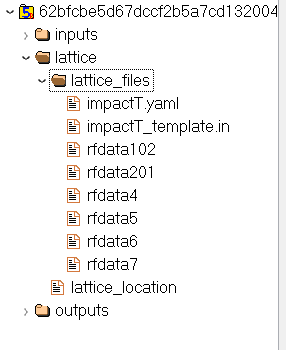 62bfcbe5d67dccf2b5a7cd132004
inputs
lattice
lattice_files
impactT.yaml
impactT_template.in
rfdata102
rfdata201
rfdata4
rfdata5
rfdata6
rfdata7
lattice_location
outputs